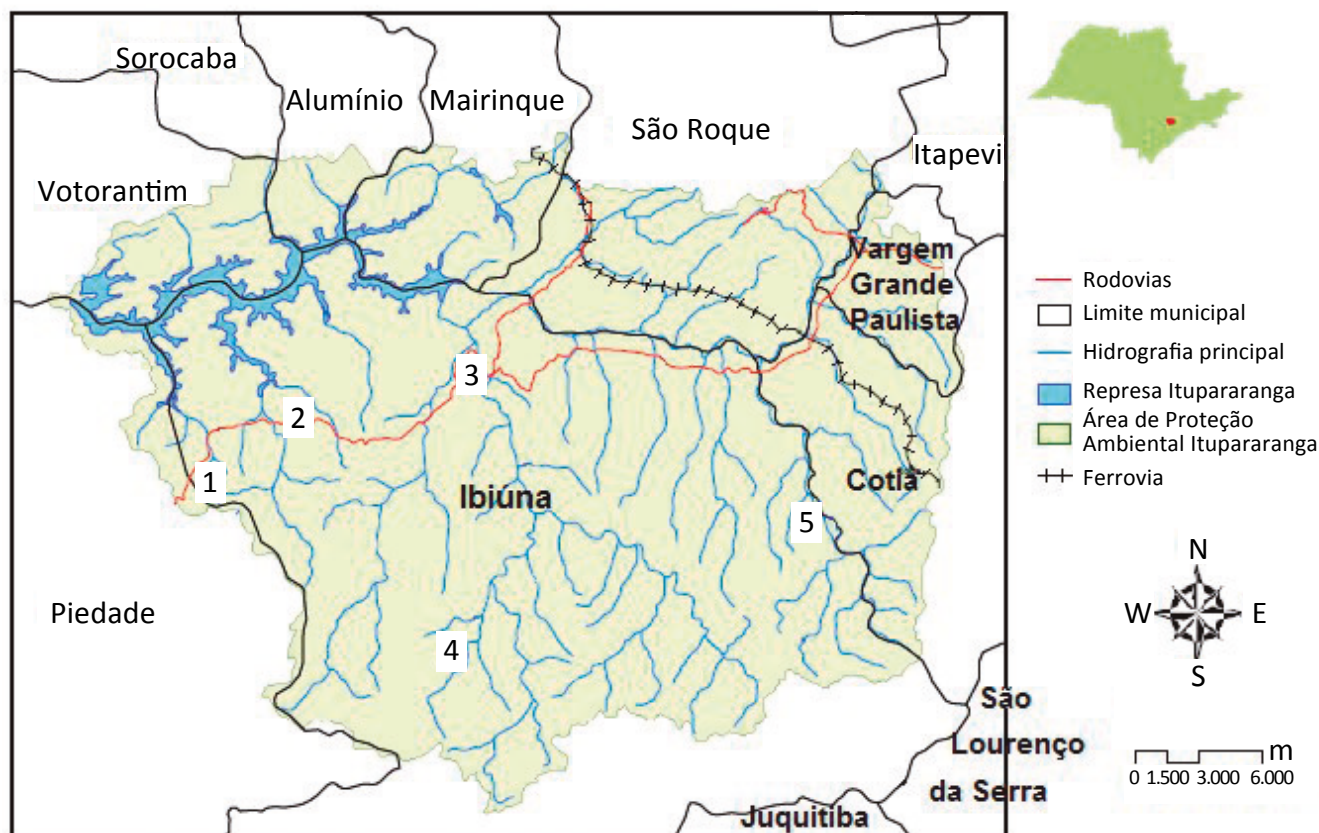 Sorocaba
Alumínio
Mairinque
São Roque
Itapevi
Votorantim
Vargem
Grande
Paulista
3
2
1
Ibiúna
Cotia
5
Piedade
4
São
Lourenço
da Serra
Juquitiba
Rodovias
Limite municipal
Hidrografia principal
Represa Itupararanga
Área de Proteção
Ambiental Itupararanga
Ferrovia
N
W E
S
m
0 1.500 3.000 6.000